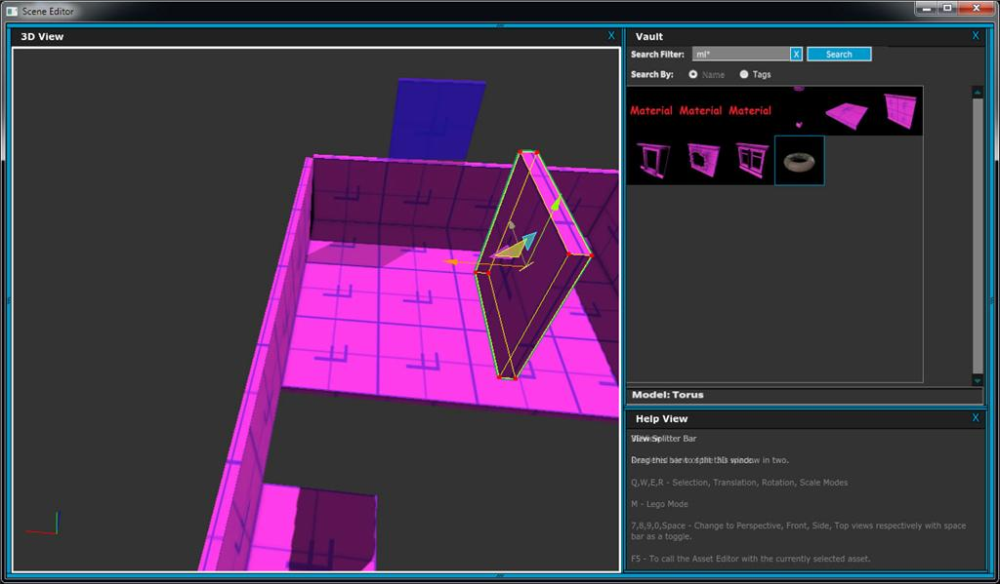 Scene Editor
3D View X
Vault X
Search Filter: ml* X Search
Search By: Name Tags
Material Material Material
Model: Torus
Help View X
View Splitter Bar
Drag this bar to split this window in two.
Q,W,E,R - Selection, Translation, Rotation, Scale Modes
M - Lego Mode
7,8,9,0,Space - Change to Perspective, Front, Side, Top views respectively with space
bar as a toggle.
F5 - To call the Asset Editor with the currently selected asset.